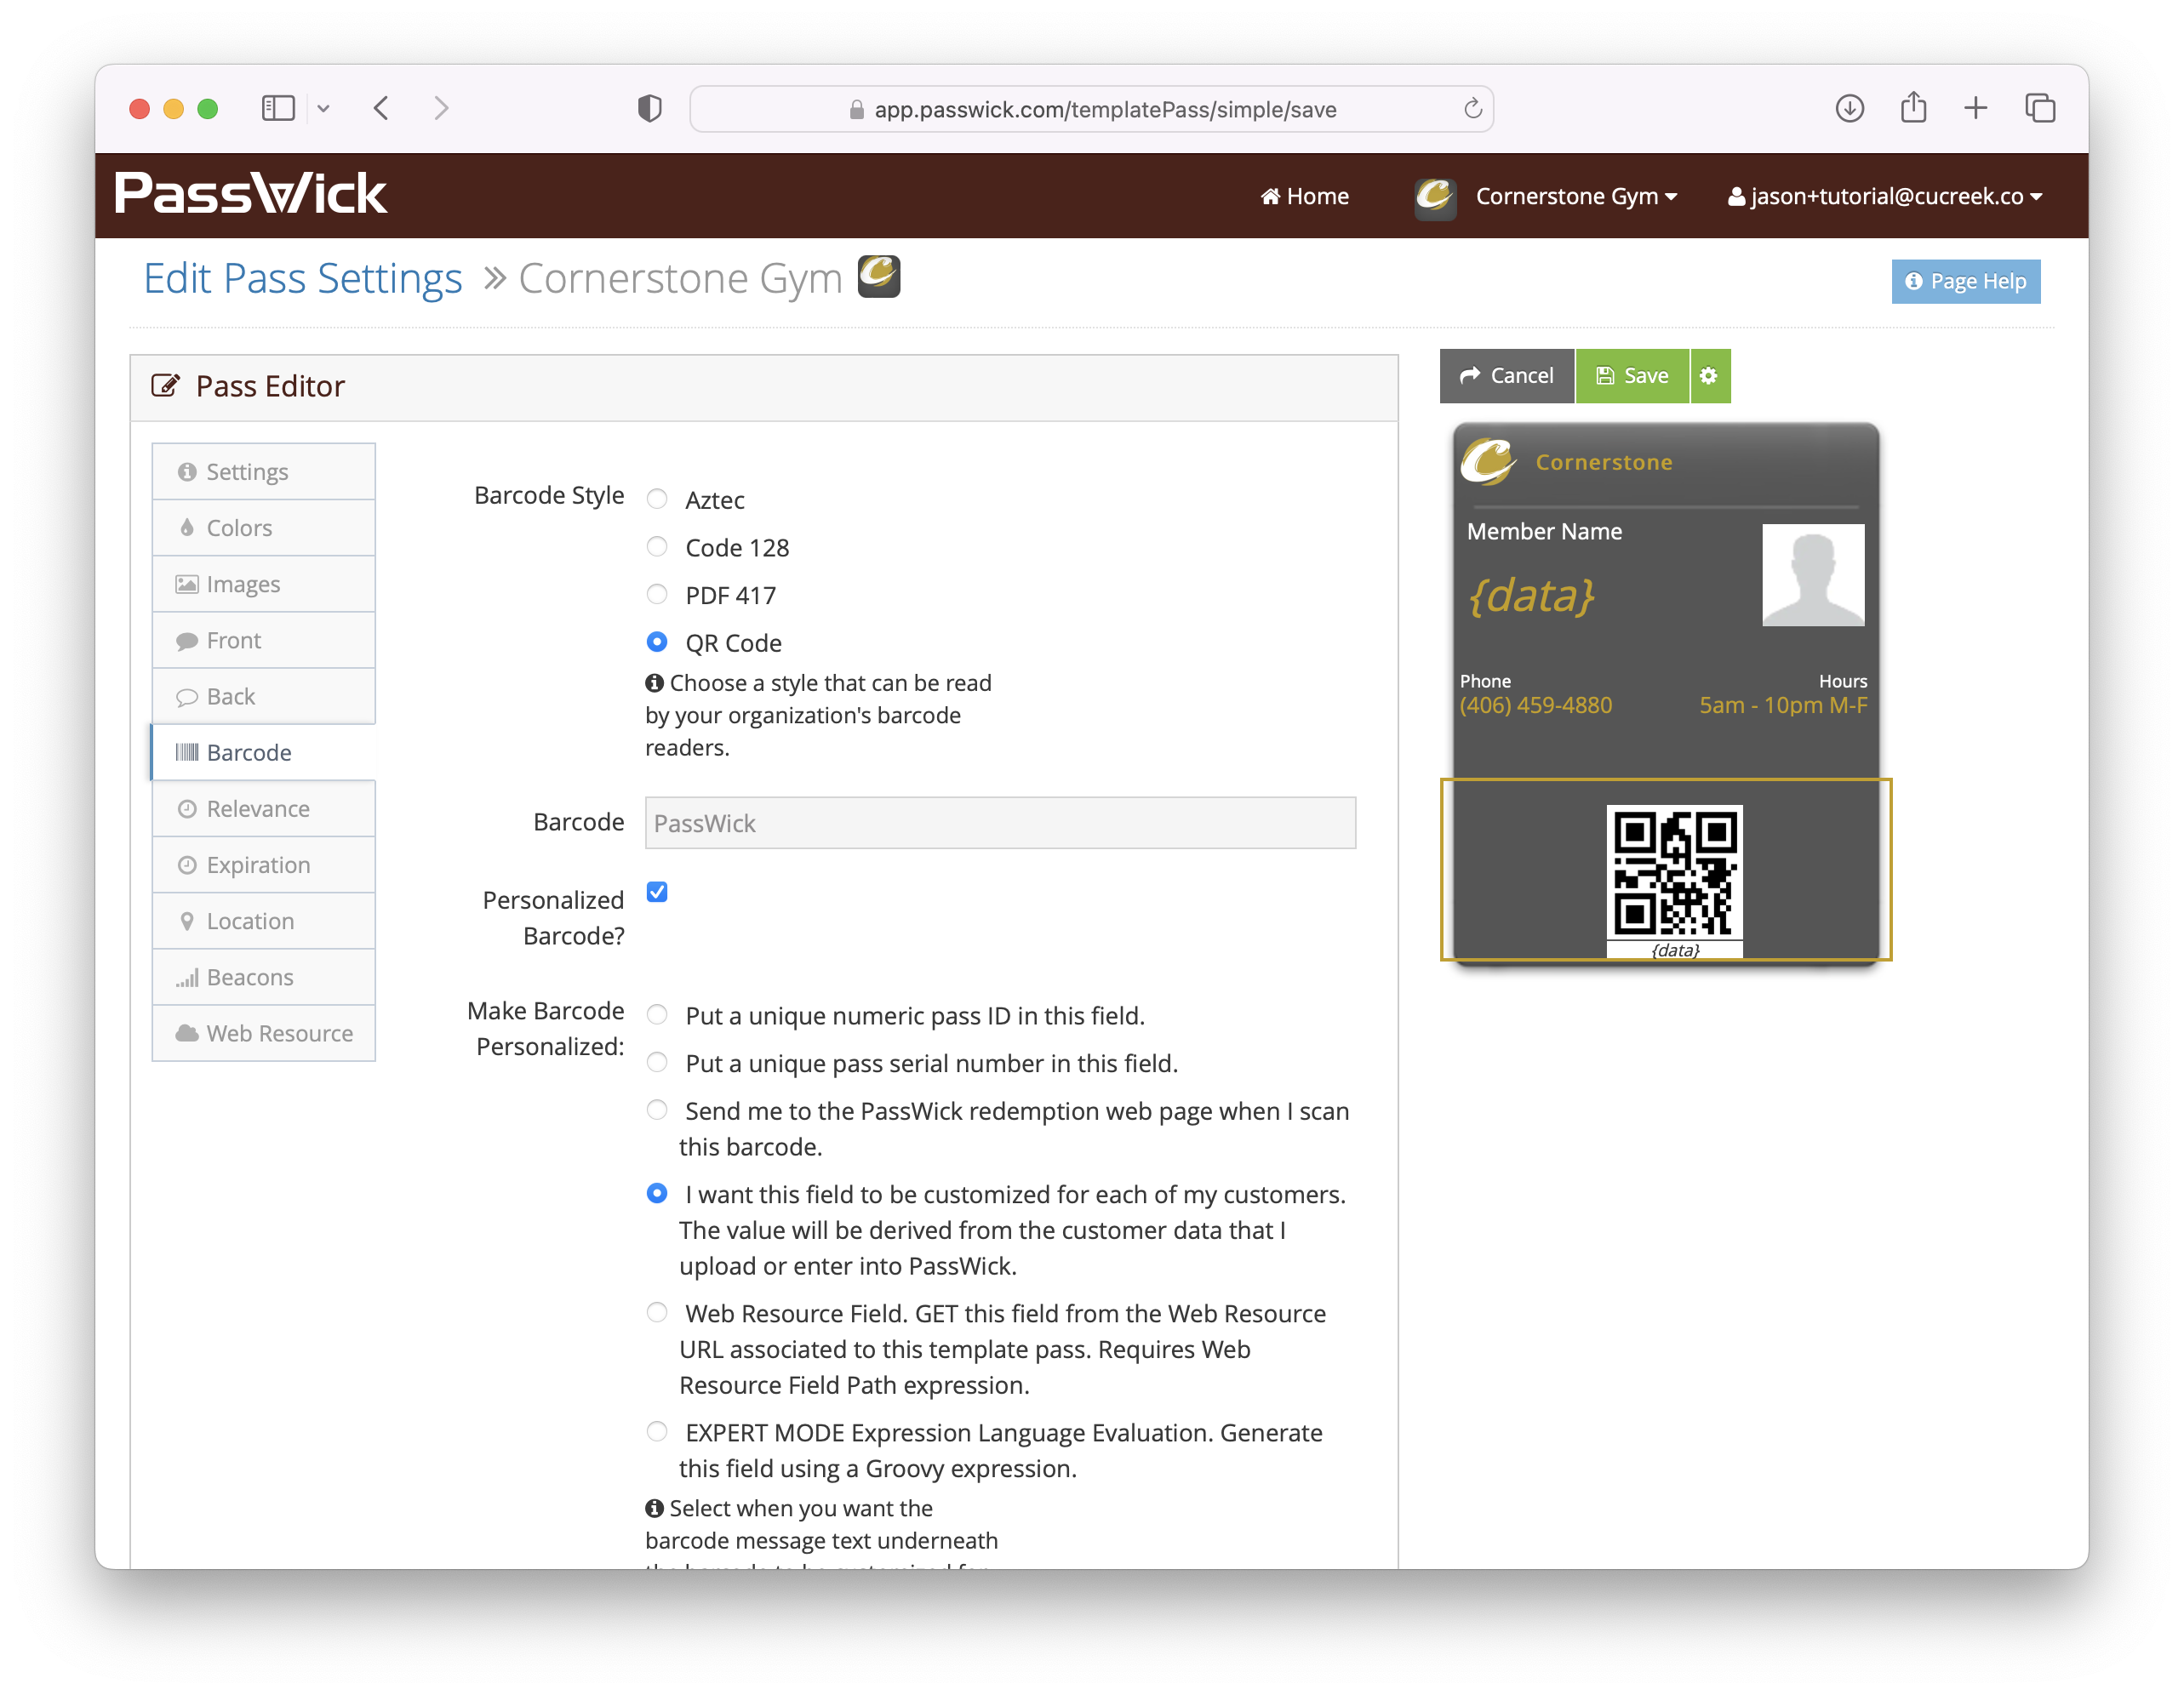 app.passwick.com/templatePass/simple/save
PassWick
Home
Cornerstone Gym
jason+tutorial@cucreek.co
Edit Pass Settings » Cornerstone Gym
Page Help
Pass Editor
Settings
Colors
Images
Front
Back
Barcode
Relevance
Expiration
Location
Beacons
Web Resource
Barcode Style
Aztec
Code 128
PDF 417
QR Code
Choose a style that can be read
by your organization's barcode
readers.
Barcode
PassWick
Personalized
Barcode?
Make Barcode
Personalized:
Put a unique numeric pass ID in this field.
Put a unique pass serial number in this field.
Send me to the PassWick redemption web page when I scan
this barcode.
I want this field to be customized for each of my customers.
The value will be derived from the customer data that I
upload or enter into PassWick.
Web Resource Field. GET this field from the Web Resource
URL associated to this template pass. Requires Web
Resource Field Path expression.
EXPERT MODE Expression Language Evaluation. Generate
this field using a Groovy expression.
Select when you want the
barcode message text underneath
Cancel
Save
Cornerstone
Member Name
{data}
Phone
Hours
(406) 459-4880
5am - 10pm M-F
{data}